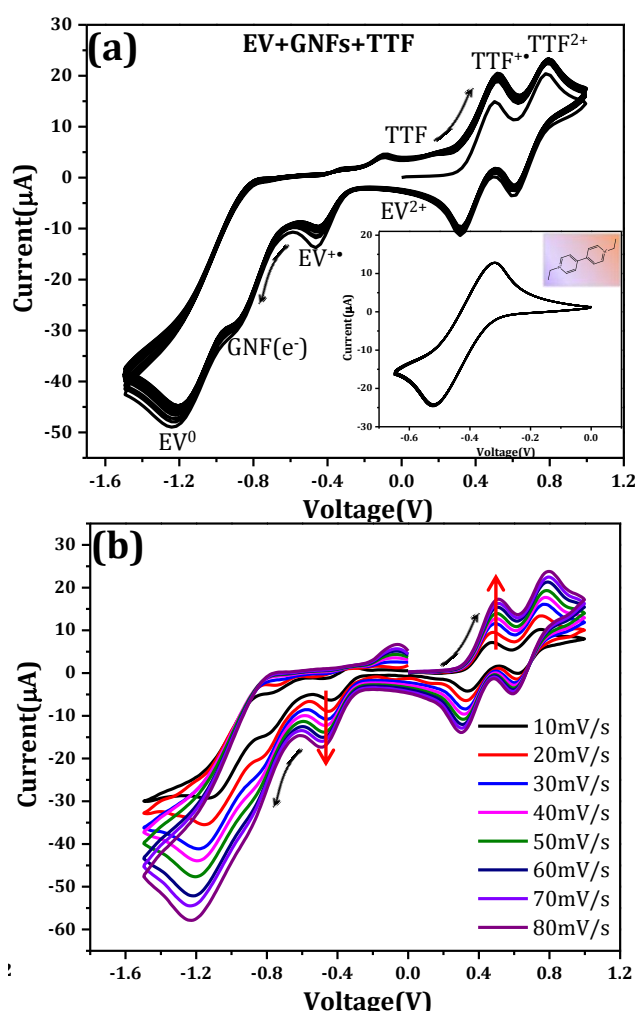 (a)
EV+GNFs+TTF
TTF+•
TTF2+
TTF
EV2+
EV+•
GNF(e-)
EV0
Current(µA)
30
20
10
0
-10
-20
-30
-40
-50
-1.6 -1.2 -0.8 -0.4 0.0 0.4 0.8 1.2
Voltage(V)
Current(µA)
20
10
0
-10
-20
-30
-0.6 -0.4 -0.2 0.0
Voltage(V)
(b)
Current(µA)
30
20
10
0
-10
-20
-30
-40
-50
-60
10mV/s
20mV/s
30mV/s
40mV/s
50mV/s
60mV/s
70mV/s
80mV/s
-1.6 -1.2 -0.8 -0.4 0.0 0.4 0.8 1.2
Voltage(V)